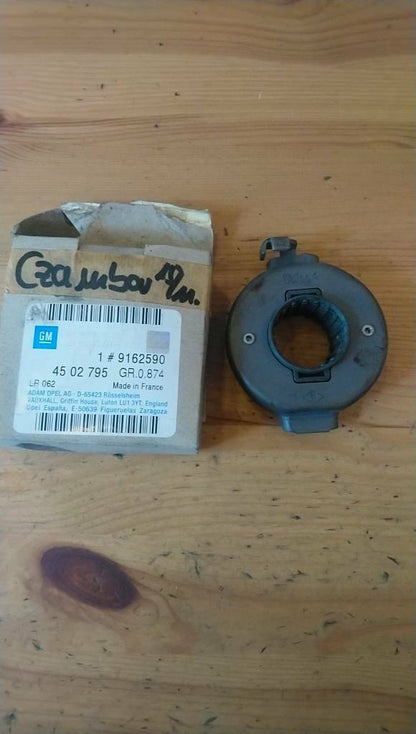 GM
1 # 9162590
45 02 795 GR.0.874
LR 062 Made in France
ADAM OPEL AG - D-65423 Rüsselsheim
VAUXHALL, Griffin House, Luton LU1 3YT, England
Opel España, E-50639 Figueruelas Zaragoza